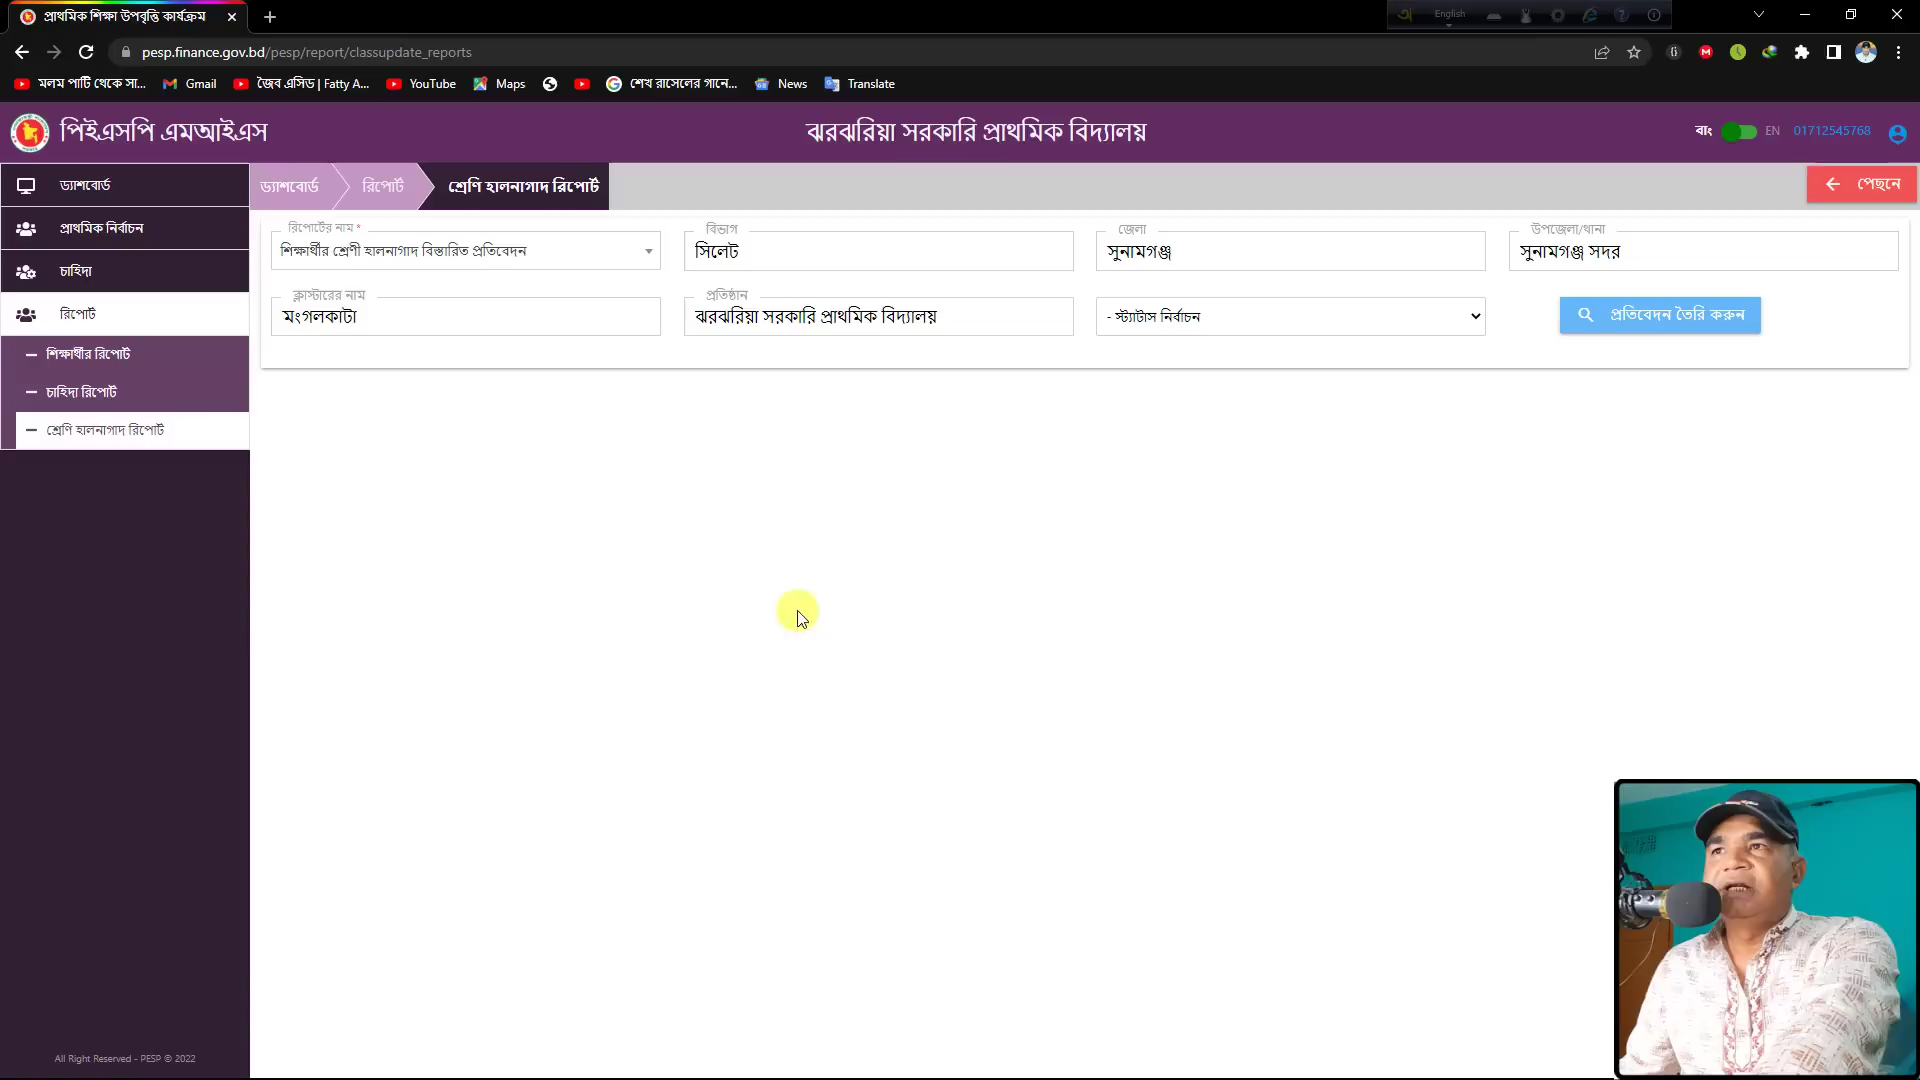 প্রাথমিক শিক্ষা উপবৃত্তি কার্যক্রম
English
pesp.finance.gov.bd/pesp/report/classupdate_reports
মলম পার্টি থেকে সা... Gmail জৈব এসিড | Fatty A... YouTube Maps শেখ রাসেলের গানে... News Translate
পিইএসপি এমআইএস
ঝরঝরিয়া সরকারি প্রাথমিক বিদ্যালয়
বাং EN 01712545768
ড্যাশবোর্ড
প্রাথমিক নির্বাচন
চাহিদা
রিপোর্ট
শিক্ষার্থীর রিপোর্ট
চাহিদা রিপোর্ট
শ্রেণি হালনাগাদ রিপোর্ট
All Right Reserved - PESP © 2022
ড্যাশবোর্ড রিপোর্ট শ্রেণি হালনাগাদ রিপোর্ট
পেছনে
রিপোর্টের নাম *
শিক্ষার্থীর শ্রেণী হালনাগাদ বিস্তারিত প্রতিবেদন
বিভাগ
সিলেট
জেলা
সুনামগঞ্জ
উপজেলা/থানা
সুনামগঞ্জ সদর
ক্লাস্টারের নাম
মংগলকাটা
প্রতিষ্ঠান
ঝরঝরিয়া সরকারি প্রাথমিক বিদ্যালয়
- স্ট্যাটাস নির্বাচন
প্রতিবেদন তৈরি করুন